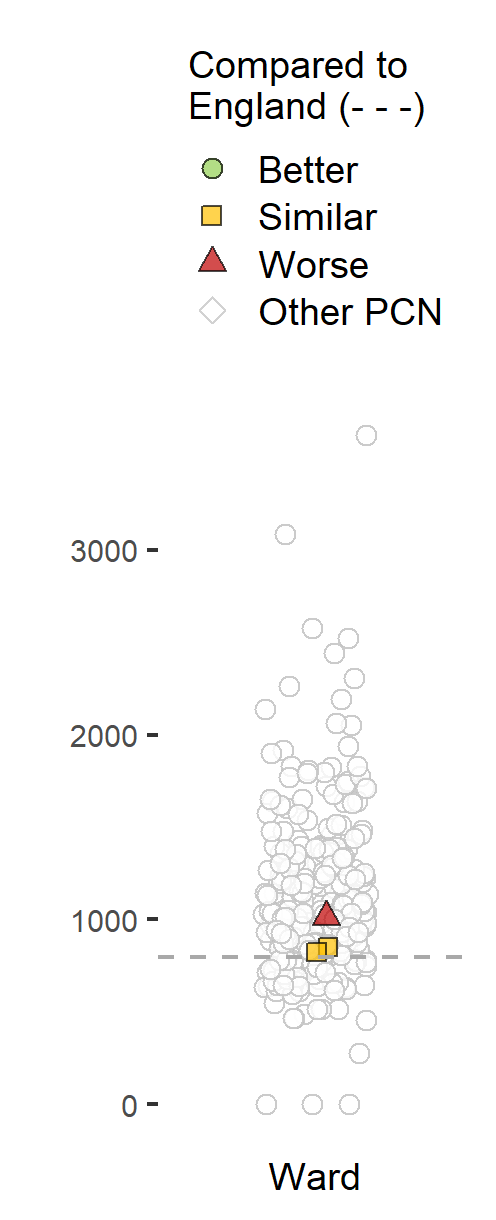 Compared to
England (- - -)
Better
Similar
Worse
Other PCN
3000
2000
1000
0
Ward